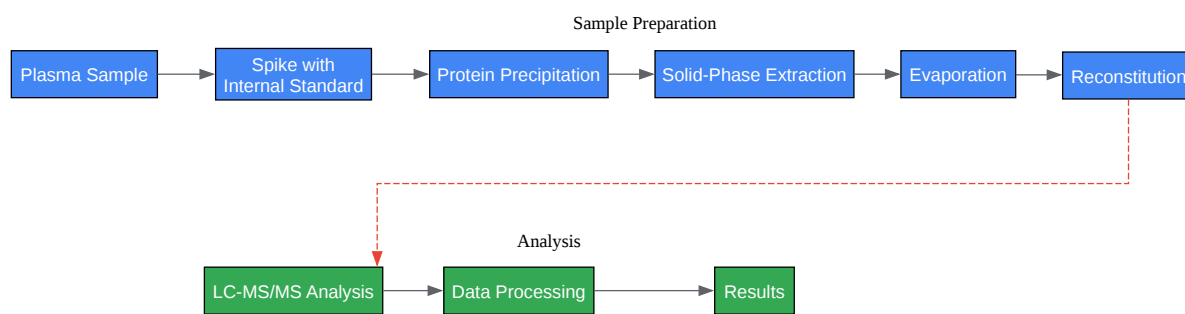 Sample Preparation
Plasma Sample
Spike with
Internal Standard
Protein Precipitation
Solid-Phase Extraction
Evaporation
Reconstitution
Analysis
LC-MS/MS Analysis
Data Processing
Results